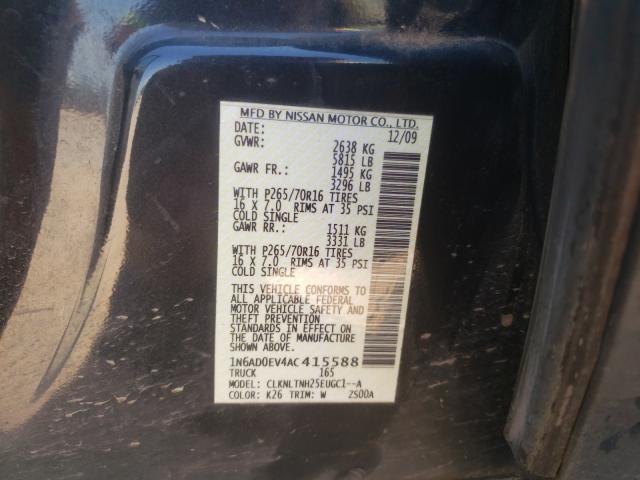 MFD BY NISSAN MOTOR CO., LTD.
DATE: 12/09
GVWR: 2638 KG
5815 LB
GAWR FR.: 1495 KG
3296 LB
WITH P265/70R16 TIRES
16 X 7.0 RIMS AT 35 PSI
COLD SINGLE
GAWR RR.: 1511 KG
3331 LB
WITH P265/70R16 TIRES
16 X 7.0 RIMS AT 35 PSI
COLD SINGLE
THIS VEHICLE CONFORMS TO
ALL APPLICABLE FEDERAL
MOTOR VEHICLE SAFETY AND
THEFT PREVENTION
STANDARDS IN EFFECT ON
THE DATE OF MANUFACTURE
SHOWN ABOVE
1N6AD0EV4AC415588
TRUCK 165
MODEL: CLKNLTNH25EUGC1--A
COLOR: K26 TRIM: W ZS00A